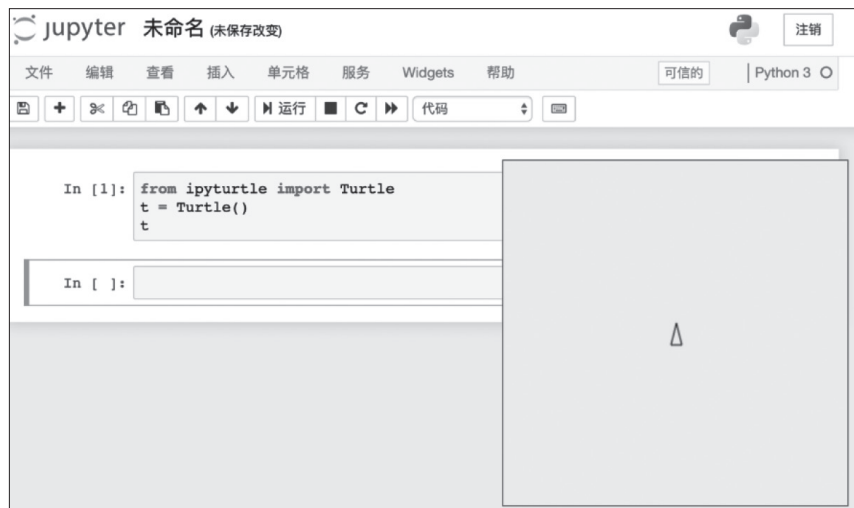 jupyter 未命名 (未保存改变) 注销
文件 编辑 查看 插入 单元格 服务 Widgets 帮助 可信的 Python 3
运行 代码
In [1]: from ipyturtle import Turtle
t = Turtle()
t
In [ ]: